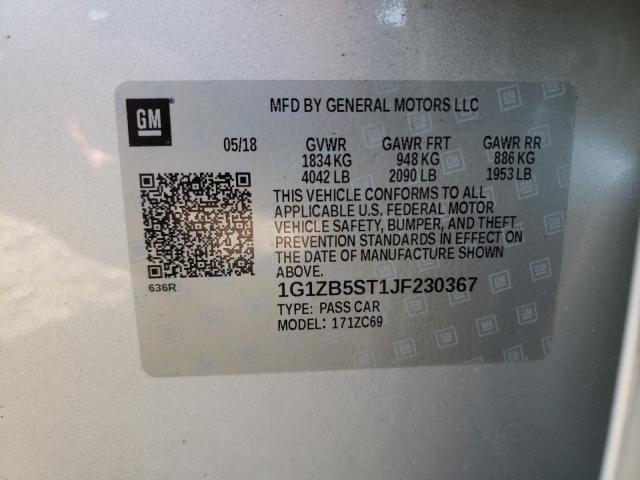 GM
MFD BY GENERAL MOTORS LLC
05/18 GVWR GAWR FRT GAWR RR
1834 KG 948 KG 886 KG
4042 LB 2090 LB 1953 LB
THIS VEHICLE CONFORMS TO ALL
APPLICABLE U.S. FEDERAL MOTOR
VEHICLE SAFETY, BUMPER, AND THEFT
PREVENTION STANDARDS IN EFFECT ON
THE DATE OF MANUFACTURE SHOWN
ABOVE.
636R
1G1ZB5ST1JF230367
TYPE: PASS CAR
MODEL: 171ZC69